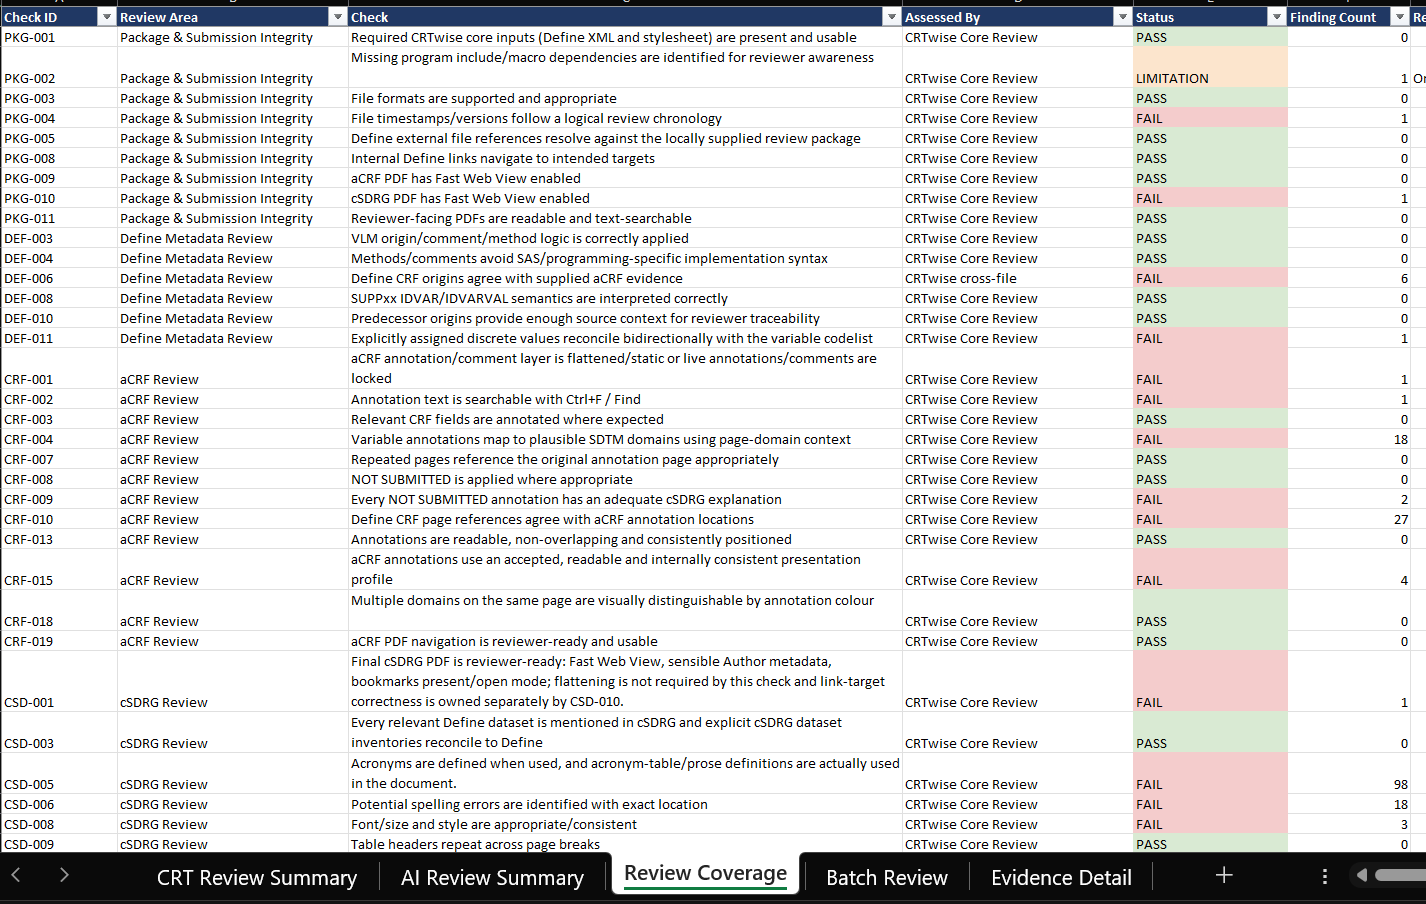 Check ID Review Area Check Assessed By Status Finding Count Re
PKG-001 Package & Submission Integrity Required CRTwise core inputs (Define XML and stylesheet) are present and usable CRTwise Core Review PASS 0
Missing program include/macro dependencies are identified for reviewer awareness
PKG-002 Package & Submission Integrity CRTwise Core Review LIMITATION 1 Or
PKG-003 Package & Submission Integrity File formats are supported and appropriate CRTwise Core Review PASS 0
PKG-004 Package & Submission Integrity File timestamps/versions follow a logical review chronology CRTwise Core Review FAIL 1
PKG-005 Package & Submission Integrity Define external file references resolve against the locally supplied review package CRTwise Core Review PASS 0
PKG-008 Package & Submission Integrity Internal Define links navigate to intended targets CRTwise Core Review PASS 0
PKG-009 Package & Submission Integrity aCRF PDF has Fast Web View enabled CRTwise Core Review PASS 0
PKG-010 Package & Submission Integrity cSDRG PDF has Fast Web View enabled CRTwise Core Review FAIL 1
PKG-011 Package & Submission Integrity Reviewer-facing PDFs are readable and text-searchable CRTwise Core Review PASS 0
DEF-003 Define Metadata Review VLM origin/comment/method logic is correctly applied CRTwise Core Review PASS 0
DEF-004 Define Metadata Review Methods/comments avoid SAS/programming-specific implementation syntax CRTwise Core Review PASS 0
DEF-006 Define Metadata Review Define CRF origins agree with supplied aCRF evidence CRTwise cross-file FAIL 6
DEF-008 Define Metadata Review SUPPxx IDVAR/IDVARVAL semantics are interpreted correctly CRTwise Core Review PASS 0
DEF-010 Define Metadata Review Predecessor origins provide enough source context for reviewer traceability CRTwise Core Review PASS 0
DEF-011 Define Metadata Review Explicitly assigned discrete values reconcile bidirectionally with the variable codelist CRTwise Core Review FAIL 1
aCRF annotation/comment layer is flattened/static or live annotations/comments are
CRF-001 aCRF Review locked CRTwise Core Review FAIL 1
CRF-002 aCRF Review Annotation text is searchable with Ctrl+F / Find CRTwise Core Review FAIL 1
CRF-003 aCRF Review Relevant CRF fields are annotated where expected CRTwise Core Review PASS 0
CRF-004 aCRF Review Variable annotations map to plausible SDTM domains using page-domain context CRTwise Core Review FAIL 18
CRF-007 aCRF Review Repeated pages reference the original annotation page appropriately CRTwise Core Review PASS 0
CRF-008 aCRF Review NOT SUBMITTED is applied where appropriate CRTwise Core Review PASS 0
CRF-009 aCRF Review Every NOT SUBMITTED annotation has an adequate cSDRG explanation CRTwise Core Review FAIL 2
CRF-010 aCRF Review Define CRF page references agree with aCRF annotation locations CRTwise Core Review FAIL 27
CRF-013 aCRF Review Annotations are readable, non-overlapping and consistently positioned CRTwise Core Review PASS 0
aCRF annotations use an accepted, readable and internally consistent presentation
CRF-015 aCRF Review profile CRTwise Core Review FAIL 4
Multiple domains on the same page are visually distinguishable by annotation colour
CRF-018 aCRF Review CRTwise Core Review PASS 0
CRF-019 aCRF Review aCRF PDF navigation is reviewer-ready and usable CRTwise Core Review PASS 0
Final cSDRG PDF is reviewer-ready: Fast Web View, sensible Author metadata,
bookmarks present/open mode; flattening is not required by this check and link-target
CSD-001 cSDRG Review correctness is owned separately by CSD-010. CRTwise Core Review FAIL 1
Every relevant Define dataset is mentioned in cSDRG and explicit cSDRG dataset
CSD-003 cSDRG Review inventories reconcile to Define CRTwise Core Review PASS 0
Acronyms are defined when used, and acronym-table/prose definitions are actually used
CSD-005 cSDRG Review in the document. CRTwise Core Review FAIL 98
CSD-006 cSDRG Review Potential spelling errors are identified with exact location CRTwise Core Review FAIL 18
CSD-008 cSDRG Review Font/size and style are appropriate/consistent CRTwise Core Review FAIL 3
CSD-009 cSDRG Review Table headers repeat across page breaks CRTwise Core Review PASS 0
CRT Review Summary AI Review Summary Review Coverage Batch Review Evidence Detail